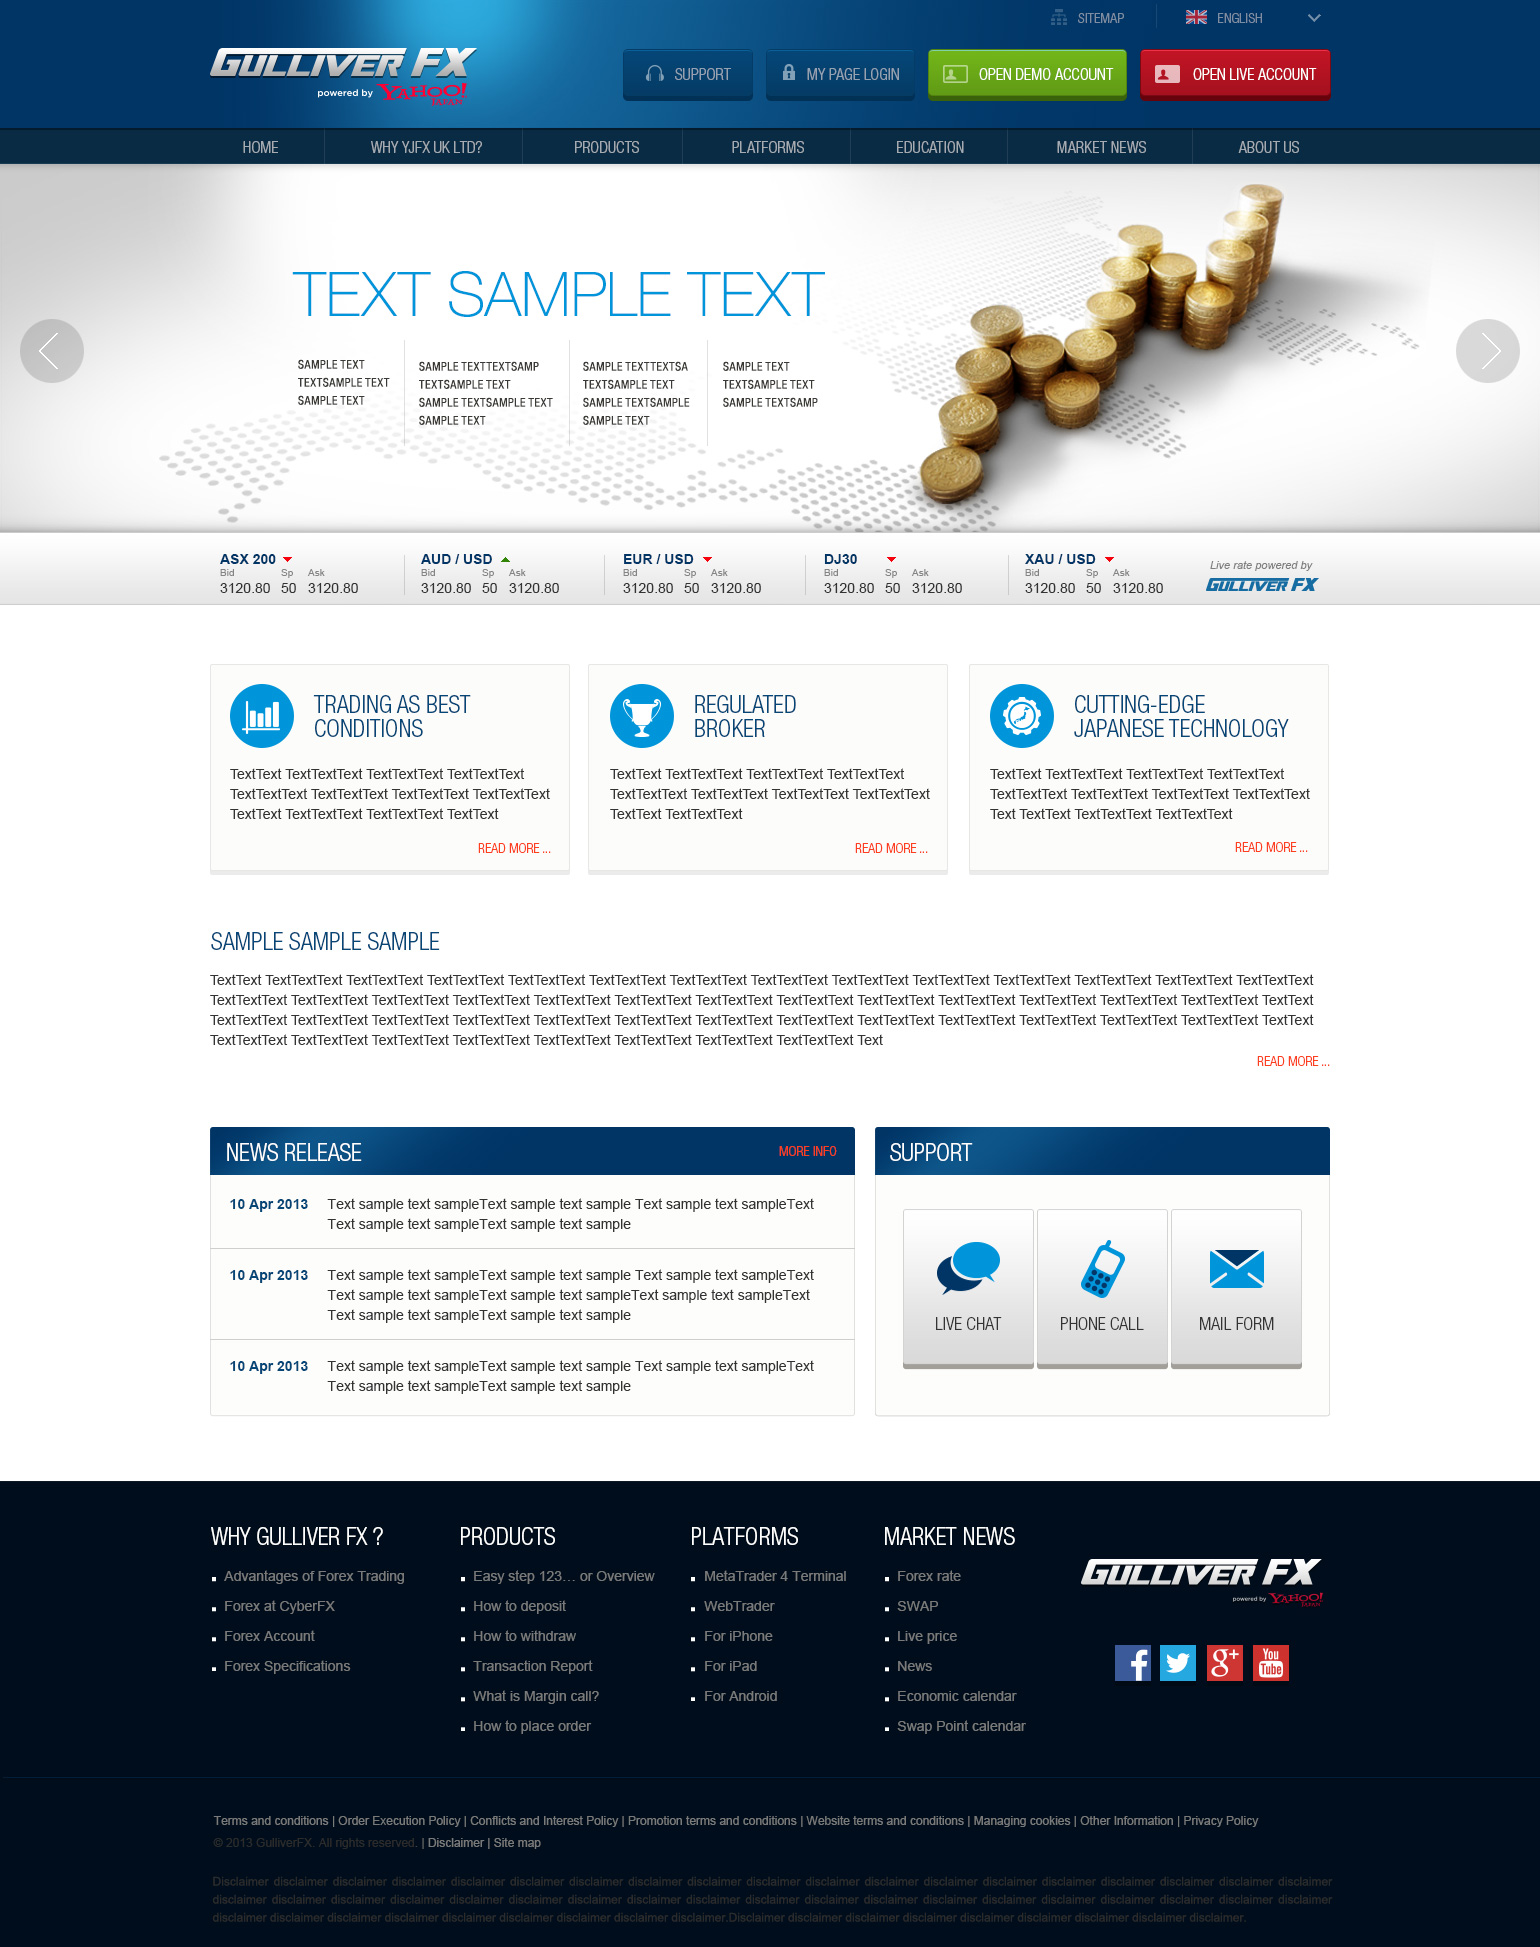 SITEMAP
ENGLISH
GULLIVER FX
powered by YAHOO!
JAPAN
SUPPORT
MY PAGE LOGIN
OPEN DEMO ACCOUNT
OPEN LIVE ACCOUNT
HOME
WHY YJFX UK LTD?
PRODUCTS
PLATFORMS
EDUCATION
MARKET NEWS
ABOUT US
TEXT SAMPLE TEXT
SAMPLE TEXT
TEXTSAMPLE TEXT
SAMPLE TEXT
SAMPLE TEXTTEXTSAMP
TEXTSAMPLE TEXT
SAMPLE TEXTSAMPLE TEXT
SAMPLE TEXT
SAMPLE TEXTTEXTSA
TEXTSAMPLE TEXT
SAMPLE TEXTSAMPLE
SAMPLE TEXT
SAMPLE TEXT
TEXTSAMPLE TEXT
SAMPLE TEXTSAMP
ASX 200
Bid Sp Ask
3120.80 50 3120.80
AUD / USD
Bid Sp Ask
3120.80 50 3120.80
EUR / USD
Bid Sp Ask
3120.80 50 3120.80
DJ30
Bid Sp Ask
3120.80 50 3120.80
XAU / USD
Bid Sp Ask
3120.80 50 3120.80
Live rate powered by
GULLIVER FX
TRADING AS BEST
CONDITIONS
TextText TextTextText TextTextText TextTextText
TextTextText TextTextText TextTextText TextTextText
TextText TextTextText TextTextText TextText
READ MORE ...
REGULATED
BROKER
TextText TextTextText TextTextText TextTextText
TextTextText TextTextText TextTextText TextTextText
TextText TextTextText
READ MORE ...
CUTTING-EDGE
JAPANESE TECHNOLOGY
TextText TextTextText TextTextText TextTextText
TextTextText TextTextText TextTextText TextTextText
Text TextText TextTextText TextTextText
READ MORE ...
SAMPLE SAMPLE SAMPLE
TextText TextTextText TextTextText TextTextText TextTextText TextTextText TextTextText TextTextText TextTextText TextTextText TextTextText TextTextText TextTextText TextTextText
TextTextText TextTextText TextTextText TextTextText TextTextText TextTextText TextTextText TextTextText TextTextText TextTextText TextTextText TextTextText TextTextText TextText
TextTextText TextTextText TextTextText TextTextText TextTextText TextTextText TextTextText TextTextText TextTextText TextTextText TextTextText TextTextText TextTextText TextText
TextTextText TextTextText TextTextText TextTextText TextTextText TextTextText TextTextText TextTextText Text
READ MORE ...
NEWS RELEASE
MORE INFO
10 Apr 2013
Text sample text sampleText sample text sample Text sample text sampleText
Text sample text sampleText sample text sample
10 Apr 2013
Text sample text sampleText sample text sample Text sample text sampleText
Text sample text sampleText sample text sampleText sample text sampleText
Text sample text sampleText sample text sample
10 Apr 2013
Text sample text sampleText sample text sample Text sample text sampleText
Text sample text sampleText sample text sample
SUPPORT
LIVE CHAT
PHONE CALL
MAIL FORM
WHY GULLIVER FX ?
Advantages of Forex Trading
Forex at CyberFX
Forex Account
Forex Specifications
PRODUCTS
Easy step 123... or Overview
How to deposit
How to withdraw
Transaction Report
What is Margin call?
How to place order
PLATFORMS
MetaTrader 4 Terminal
WebTrader
For iPhone
For iPad
For Android
MARKET NEWS
Forex rate
SWAP
Live price
News
Economic calendar
Swap Point calendar
GULLIVER FX
powered by YAHOO!
JAPAN
f
g+
You
Tube
Terms and conditions | Order Execution Policy | Conflicts and Interest Policy | Promotion terms and conditions | Website terms and conditions | Managing cookies | Other Information | Privacy Policy
© 2013 GulliverFX. All rights reserved. | Disclaimer | Site map
Disclaimer disclaimer disclaimer disclaimer disclaimer disclaimer disclaimer disclaimer disclaimer disclaimer disclaimer disclaimer disclaimer disclaimer disclaimer disclaimer disclaimer disclaimer disclaimer
disclaimer disclaimer disclaimer disclaimer disclaimer disclaimer disclaimer disclaimer disclaimer disclaimer disclaimer disclaimer disclaimer disclaimer disclaimer disclaimer disclaimer disclaimer disclaimer
disclaimer disclaimer disclaimer disclaimer disclaimer disclaimer disclaimer disclaimer disclaimer.Disclaimer disclaimer disclaimer disclaimer disclaimer disclaimer disclaimer disclaimer disclaimer.